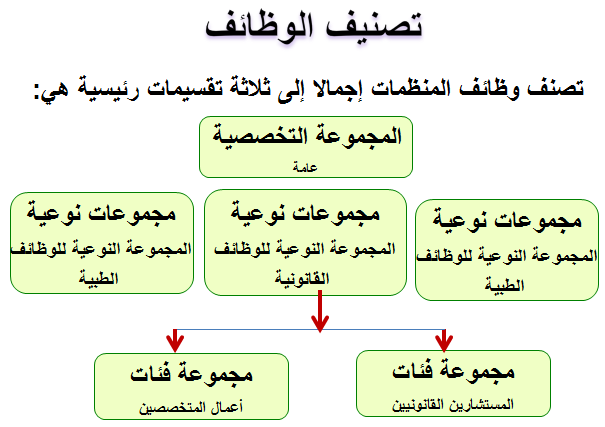 تصنيف الوظائف
تصنف وظائف المنظمات إجمالا إلى ثلاثة تقسيمات رئيسية هي:
المجموعة التخصصية
عامة
مجموعات نوعية
المجموعة النوعية للوظائف
الطبية
مجموعات نوعية
المجموعة النوعية للوظائف
القانونية
مجموعات نوعية
المجموعة النوعية للوظائف
الطبية
مجموعة فئات
المستشارين القانونيين
مجموعة فئات
أعمال المتخصصين